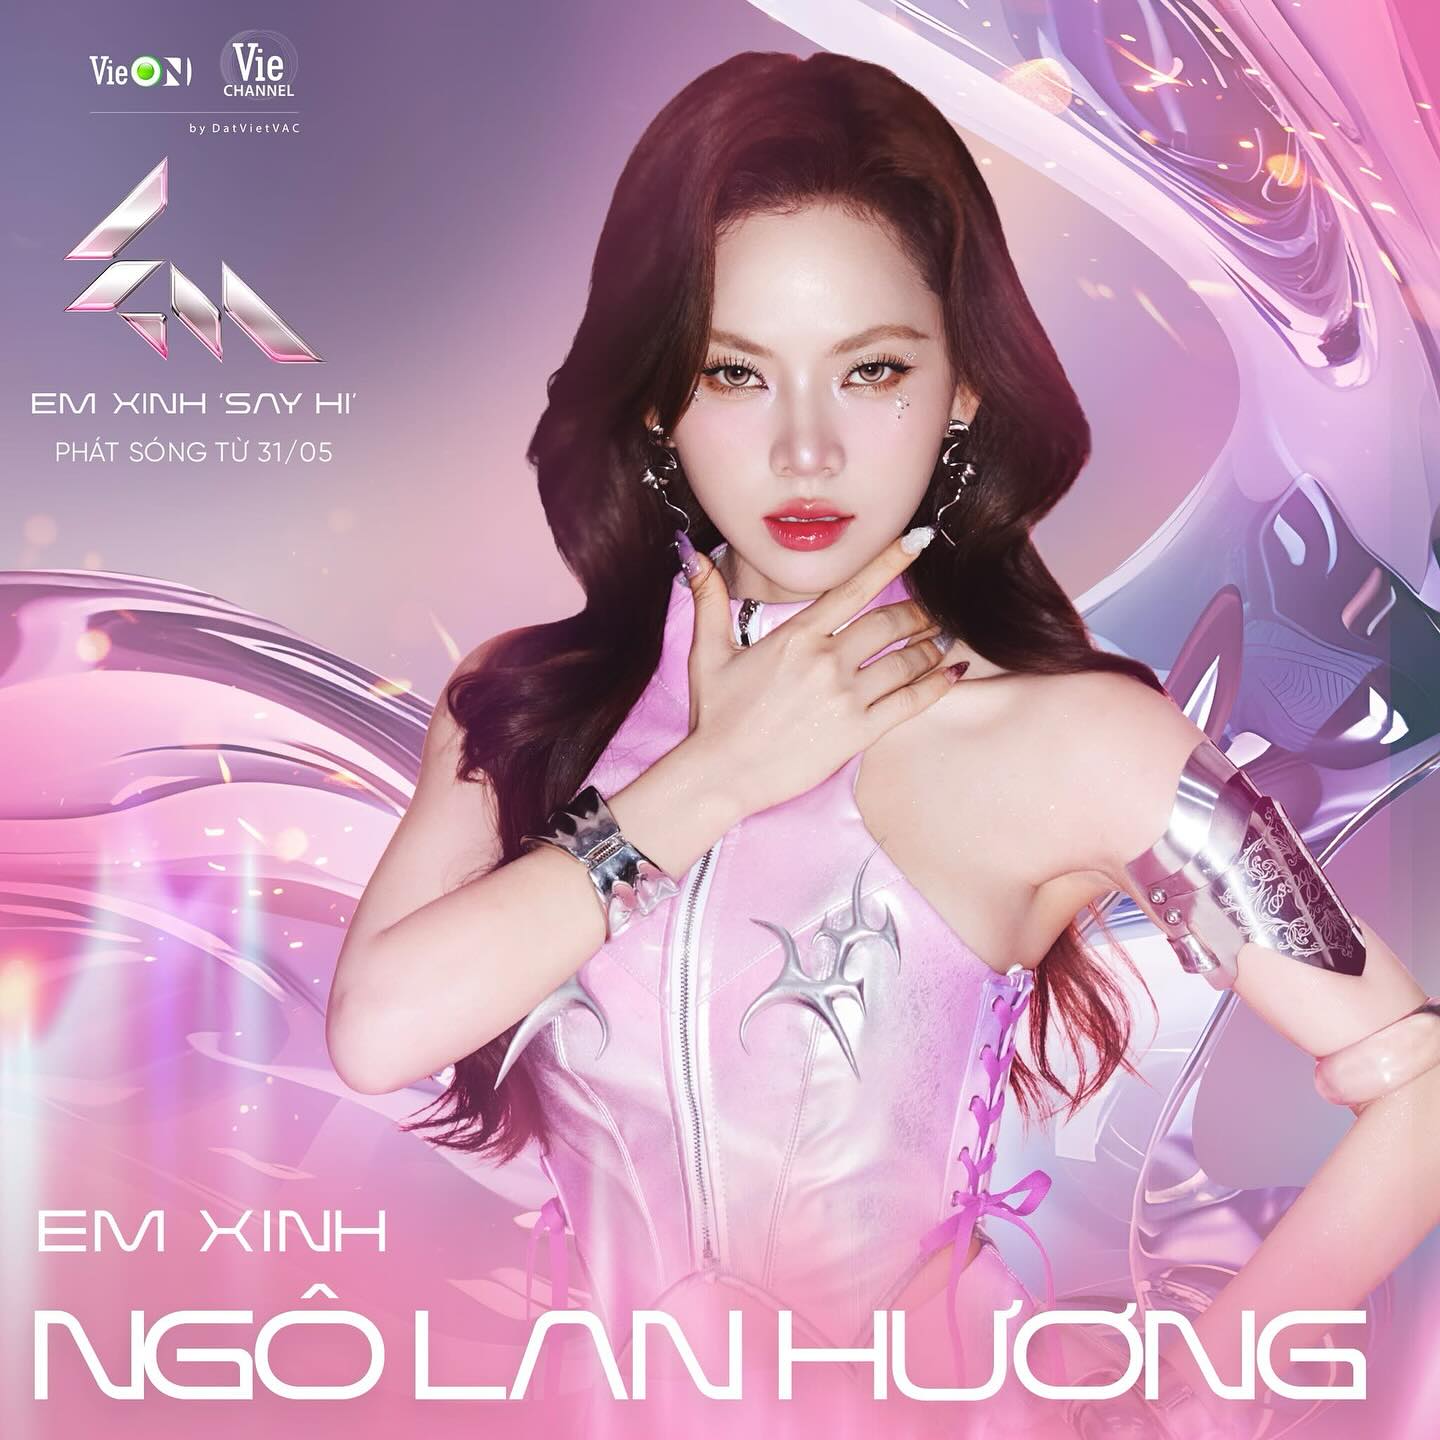 VieON
Vie
CHANNEL
by DatVietVAC
EM
EM XINH 'SAY HI'
PHÁT SÓNG TỪ 31/05
EM XINH
NGÔ LAN HƯƠNG